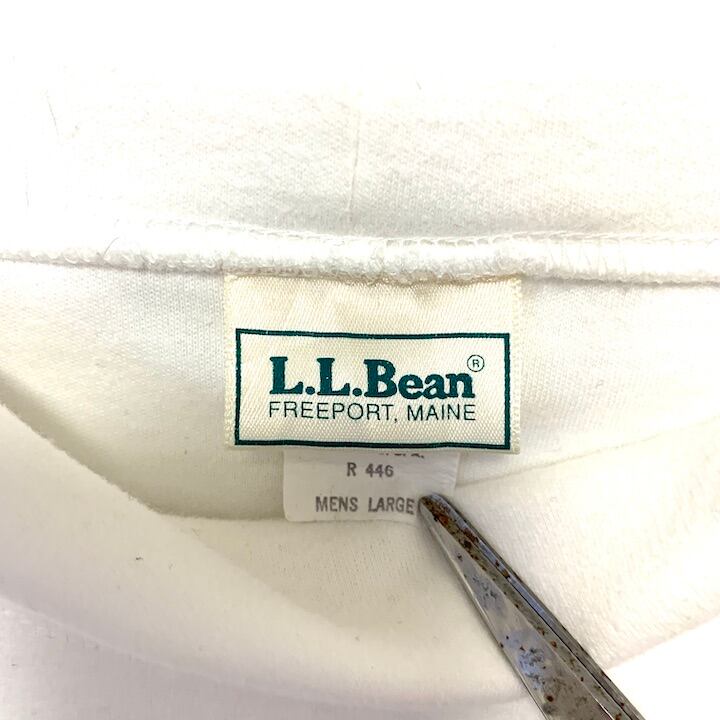 L.L.Bean®
FREEPORT, MAINE
R 446
MENS LARGE